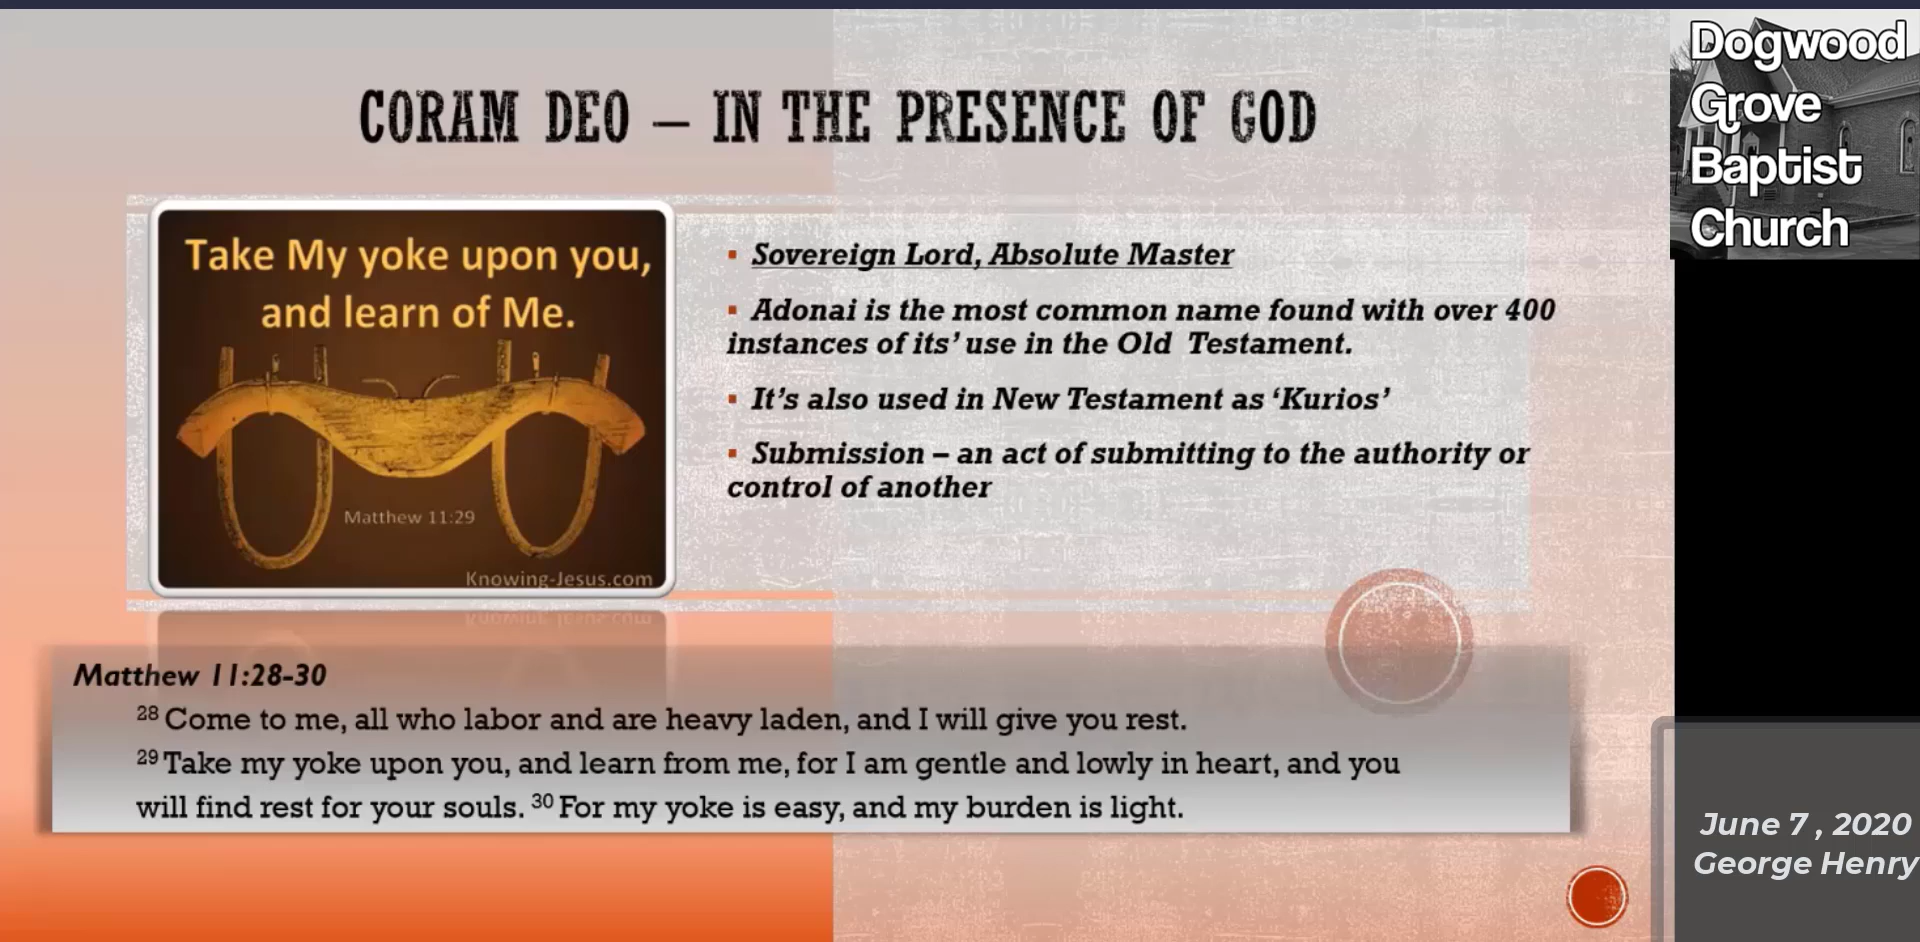 CORAM DEO – IN THE PRESENCE OF GOD
Take My yoke upon you,
and learn of Me.
Matthew 11:29
Knowing-Jesus.com
▪ Sovereign Lord, Absolute Master
▪ Adonai is the most common name found with over 400
instances of its’ use in the Old Testament.
▪ It’s also used in New Testament as ‘Kurios’
▪ Submission – an act of submitting to the authority or
control of another
Matthew 11:28-30
28 Come to me, all who labor and are heavy laden, and I will give you rest.
29 Take my yoke upon you, and learn from me, for I am gentle and lowly in heart, and you
will find rest for your souls. 30 For my yoke is easy, and my burden is light.
Dogwood
Grove
Baptist
Church
June 7 , 2020
George Henry